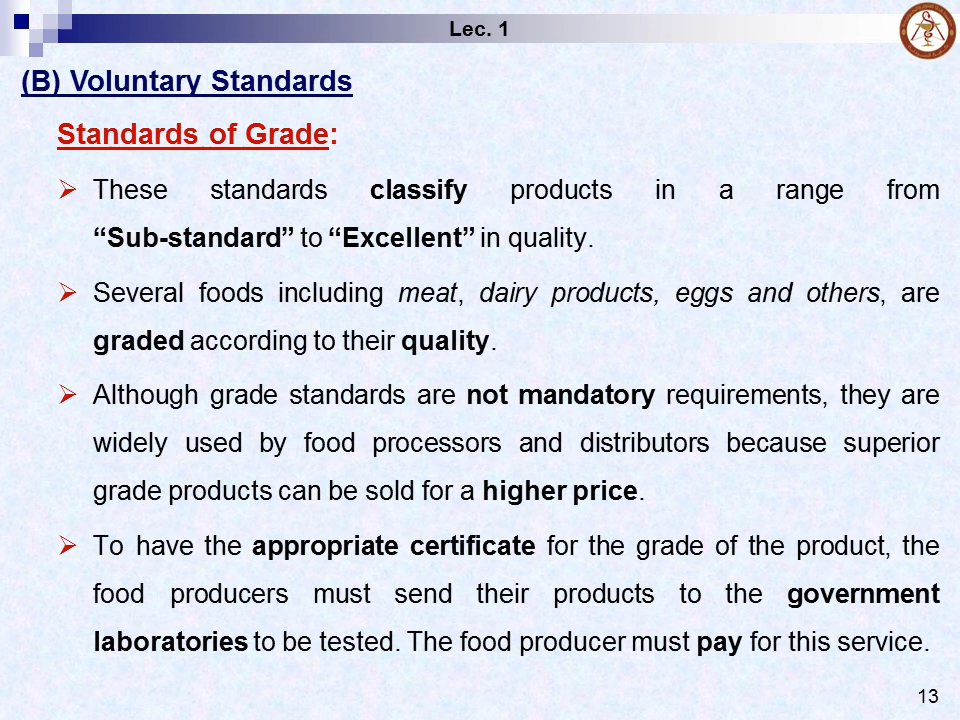 Lec. 1
(B) Voluntary Standards
Standards of Grade:
These standards classify products in a range from
“Sub-standard” to “Excellent” in quality.
Several foods including meat, dairy products, eggs and others, are
graded according to their quality.
Although grade standards are not mandatory requirements, they are
widely used by food processors and distributors because superior
grade products can be sold for a higher price.
To have the appropriate certificate for the grade of the product, the
food producers must send their products to the government
laboratories to be tested. The food producer must pay for this service.
13